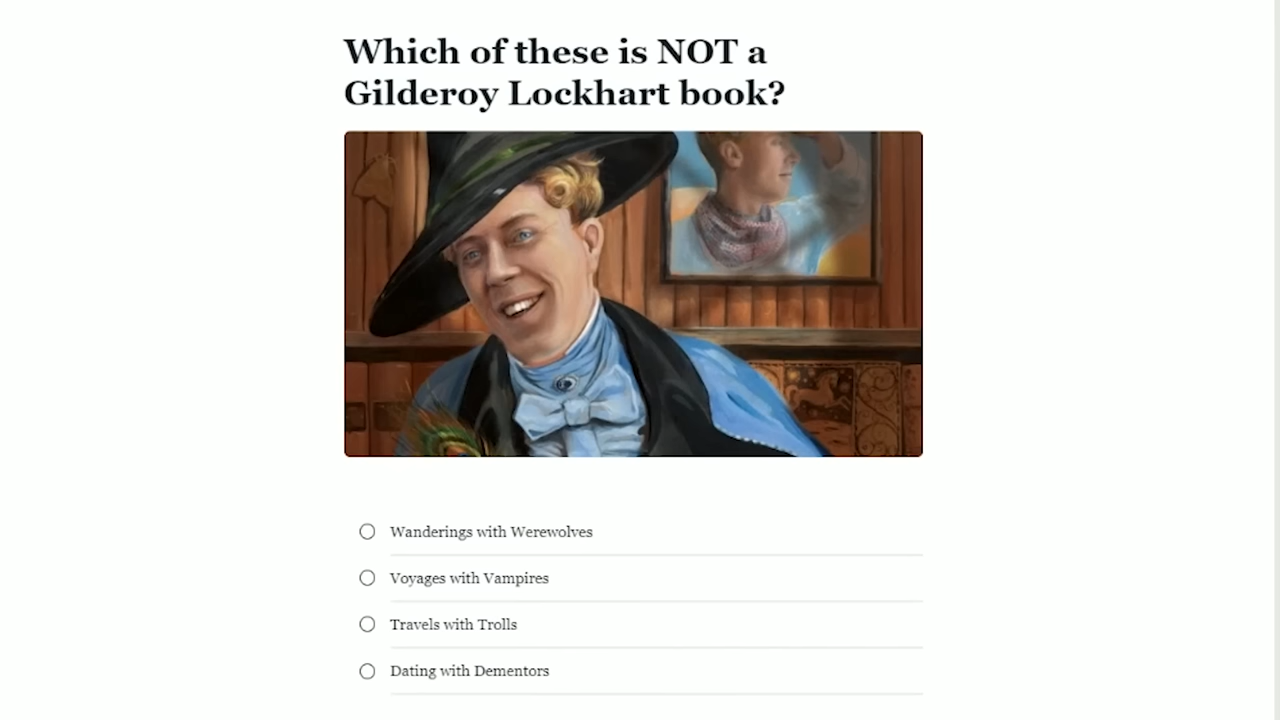 Which of these is NOT a
Gilderoy Lockhart book?
Wanderings with Werewolves
Voyages with Vampires
Travels with Trolls
Dating with Dementors